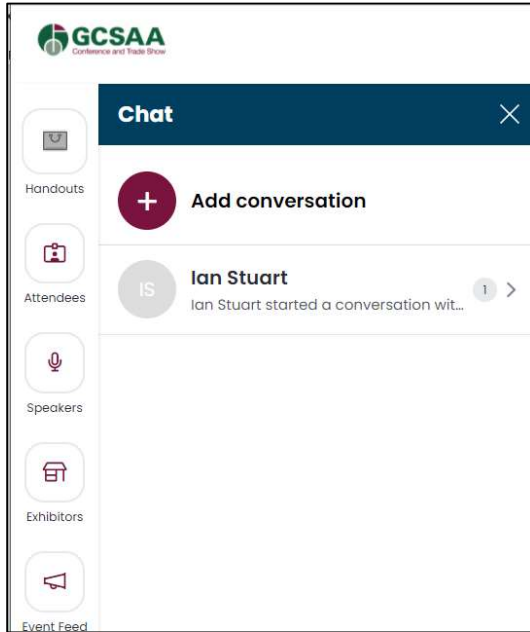 GCSAA
Conference and Trade Show
Chat
Handouts
Add conversation
Attendees
IS
Ian Stuart
Ian Stuart started a conversation wit...
1
Speakers
Exhibitors
Event Feed